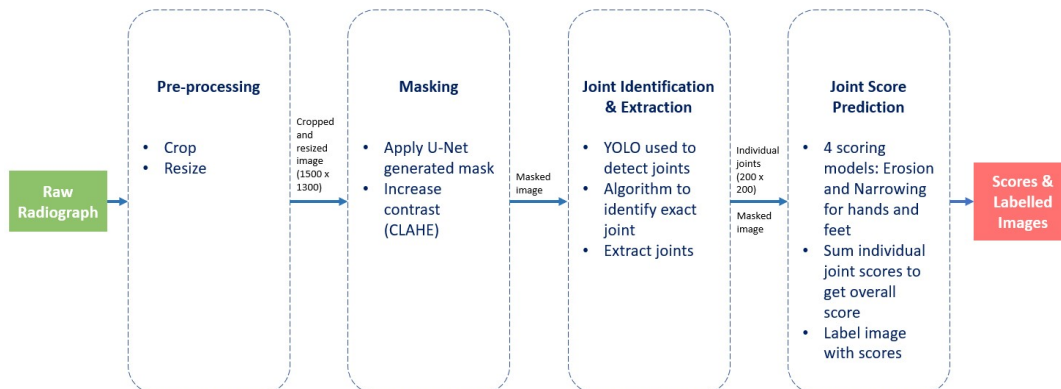 Raw
Radiograph
Pre-processing
• Crop
• Resize
Cropped
and
resized
image
(1500 x
1300)
Masking
• Apply U-Net
generated mask
• Increase
contrast
(CLAHE)
Masked
image
Joint Identification
& Extraction
• YOLO used to
detect joints
• Algorithm to
identify exact
joint
• Extract joints
Individual
joints
(200 x
200)
Masked
image
Joint Score
Prediction
• 4 scoring
models: Erosion
and Narrowing
for hands and
feet
• Sum individual
joint scores to
get overall
score
• Label image
with scores
Scores &
Labelled
Images